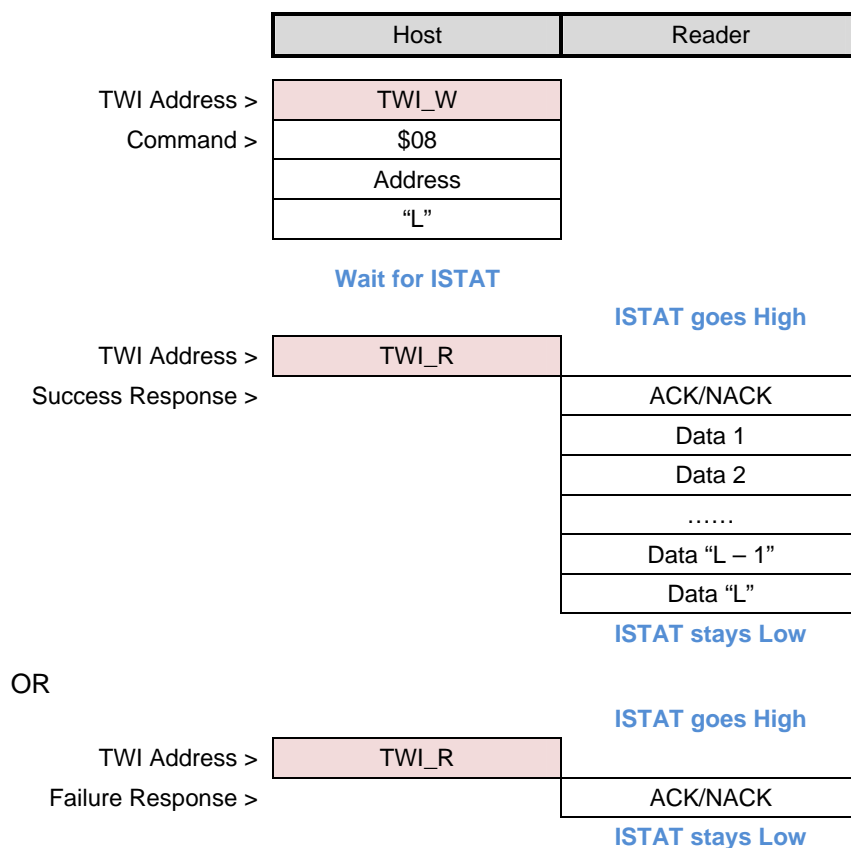 Host Reader
TWI Address > TWI_W
Command > $08
Address
“L”
Wait for ISTAT
ISTAT goes High
TWI Address > TWI_R
Success Response > ACK/NACK
Data 1
Data 2
……
Data “L – 1”
Data “L”
ISTAT stays Low
OR
ISTAT goes High
TWI Address > TWI_R
Failure Response > ACK/NACK
ISTAT stays Low